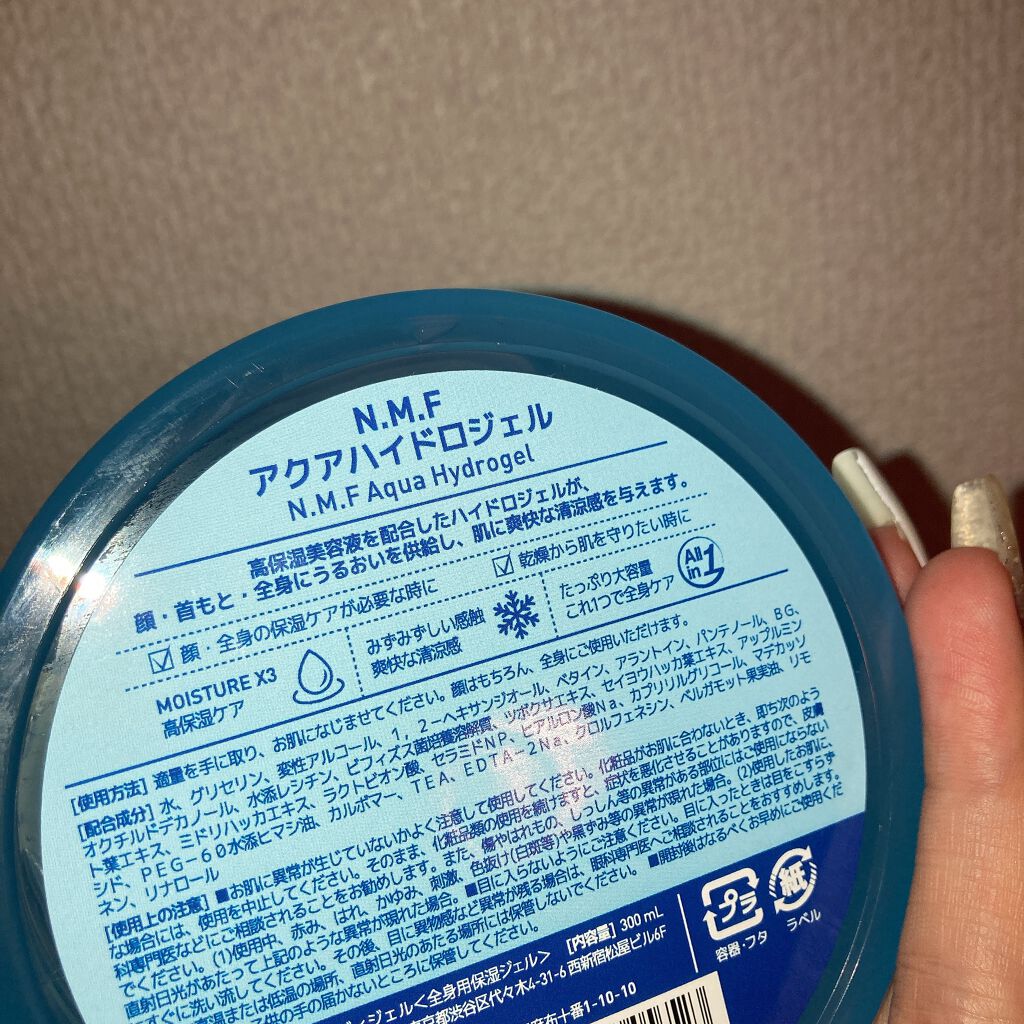 N.M.F
アクアハイドロジェル
N.M.F Aqua Hydrogel
高保湿美容液を配合したハイドロジェルが、
顔・首もと・全身にうるおいを供給し、肌に爽快な清涼感を与えます。
顔・全身の保湿ケアが必要な時に
乾燥から肌を守りたい時に
MOISTURE X3
高保湿ケア
みずみずしい感触
爽快な清涼感
たっぷり大容量
これ1つで全身ケア
All in 1
[使用方法] 適量を手に取り、お肌になじませてください。顔はもちろん、全身にご使用いただけます。
[配合成分] 水、グリセリン、変性アルコール、1，2-ヘキサンジオール、ベタイン、アラントイン、パンテノール、BG、
オクチルドデカノール、水添レシチン、ビフィズス菌培養溶解質、ツボクサエキス、セイヨウハッカ葉エキス、アップルミン
ト葉エキス、ミドリハッカエキス、ラクトビオン酸、セラミドNP、ヒアルロン酸Na、カプリリルグリコール、マデカッソ
シド、PEG-60水添ヒマシ油、カルボマー、TEA、EDTA-2Na、クロルフェネシン、ベルガモット果実油、リモ
ネン、リナロール
[使用上の注意] ■お肌に異常が生じていないかよく注意して使用してください。化粧品がお肌に合わないとき、即ち次のよう
な場合には、使用を中止してください。そのまま、化粧品類の使用を続けますと、症状を悪化させることがありますので、皮膚
科専門医などにご相談されることをお勧めします。また、傷やはれもの、しっしん等の異常がある部位にはご使用にならない
でください。(1)使用中、赤み、はれ、かゆみ、刺激、色抜け(白斑等)や黒ずみ等の異常が現れた場合。(2)使用したお肌に、
直射日光があたって上記のような異常が現れた場合。■目に入らないようにご注意ください。目に入ったときは目をこすらず
すぐに洗い流してください。その後、目に異物感など異常が残る場合は、眼科専門医へご相談されることをおすすめします。
高温または低温の場所、直射日光のあたる場所には保管しないでください。■開封後はなるべくお早めにご使用くだ
子供の手の届かないところに保管してください。
ジェル<全身用保湿ジェル> [内容量] 300 mL
京都渋谷区代々木4-31-6 西新宿松屋ビル6F
麻布十番1-10-10
プラ
容器・フタ
紙
ラベル